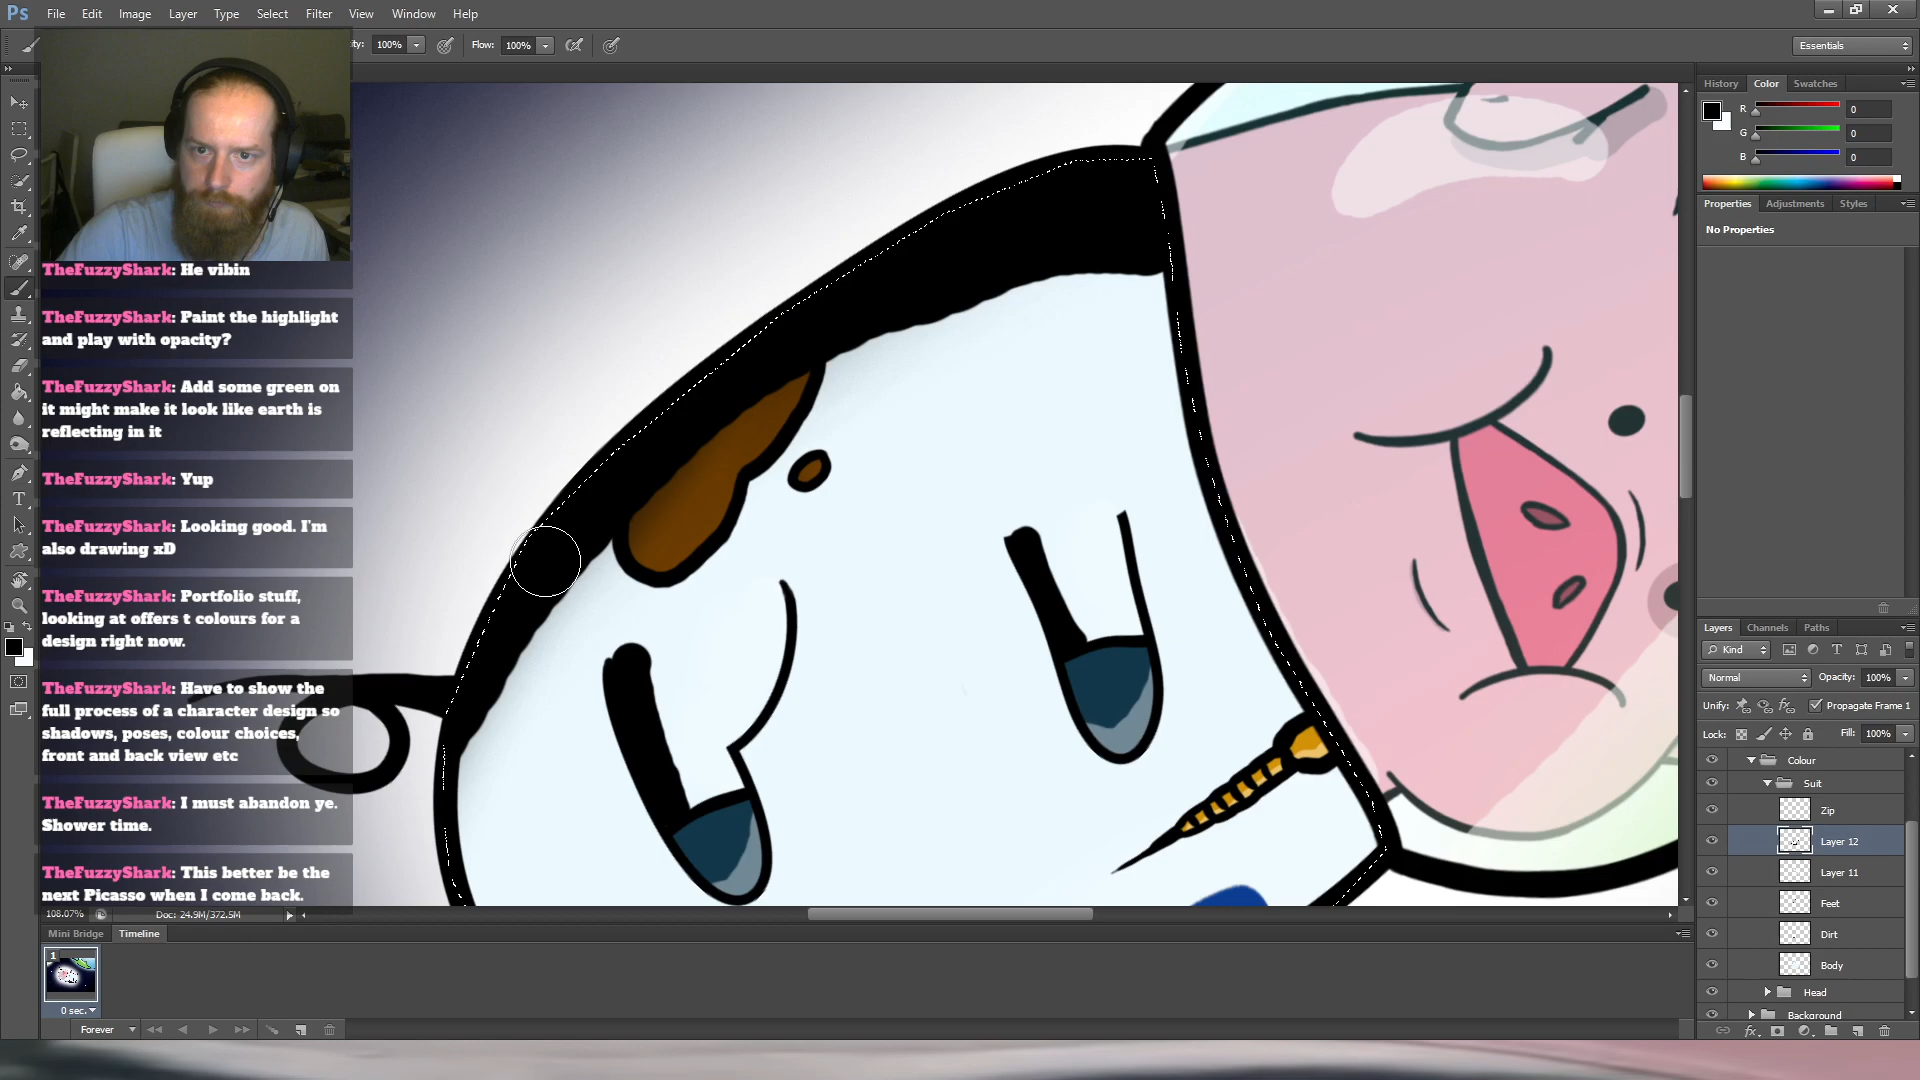 Ps File Edit Image Layer Type Select Filter View Window Help
100% Flow: 100% Essentials
History Color Swatches
R 0
G 0
B 0
Properties Adjustments Styles
No Properties
TheFuzzyShark: He vibin
TheFuzzyShark: Paint the highlight
and play with opacity?
TheFuzzyShark: Add some green on
it might make it look like earth is
reflecting in it
TheFuzzyShark: Yup
TheFuzzyShark: Looking good. I'm
also drawing xD
TheFuzzyShark: Portfolio stuff,
looking at offers t colours for a
design right now.
TheFuzzyShark: Have to show the
full process of a character design so
shadows, poses, colour choices,
front and back view etc
TheFuzzyShark: I must abandon ye.
Shower time.
TheFuzzyShark: This better be the
next Picasso when I come back.
Layers Channels Paths
Kind
Normal Opacity: 100%
Unify: Propagate Frame 1
Lock: Fill: 100%
Colour
Suit
Zip
Layer 12
Layer 11
Feet
Dirt
Body
Head
Background
108.07% Doc: 24.9M/372.5M
Mini Bridge Timeline
1
0 sec.
Forever